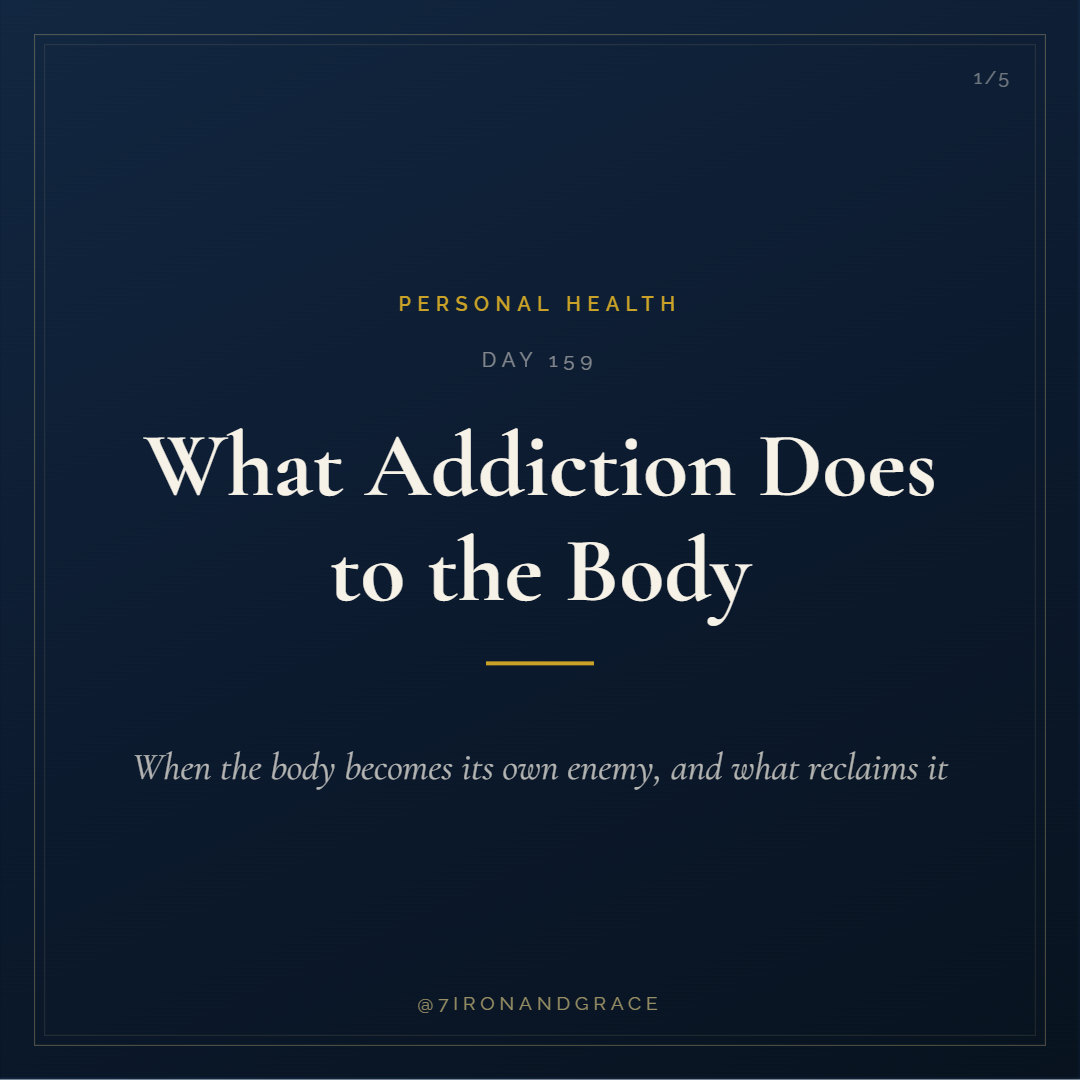 1/5
PERSONAL HEALTH
DAY 159
What Addiction Does
to the Body
When the body becomes its own enemy, and what reclaims it
@7IRONANDGRACE